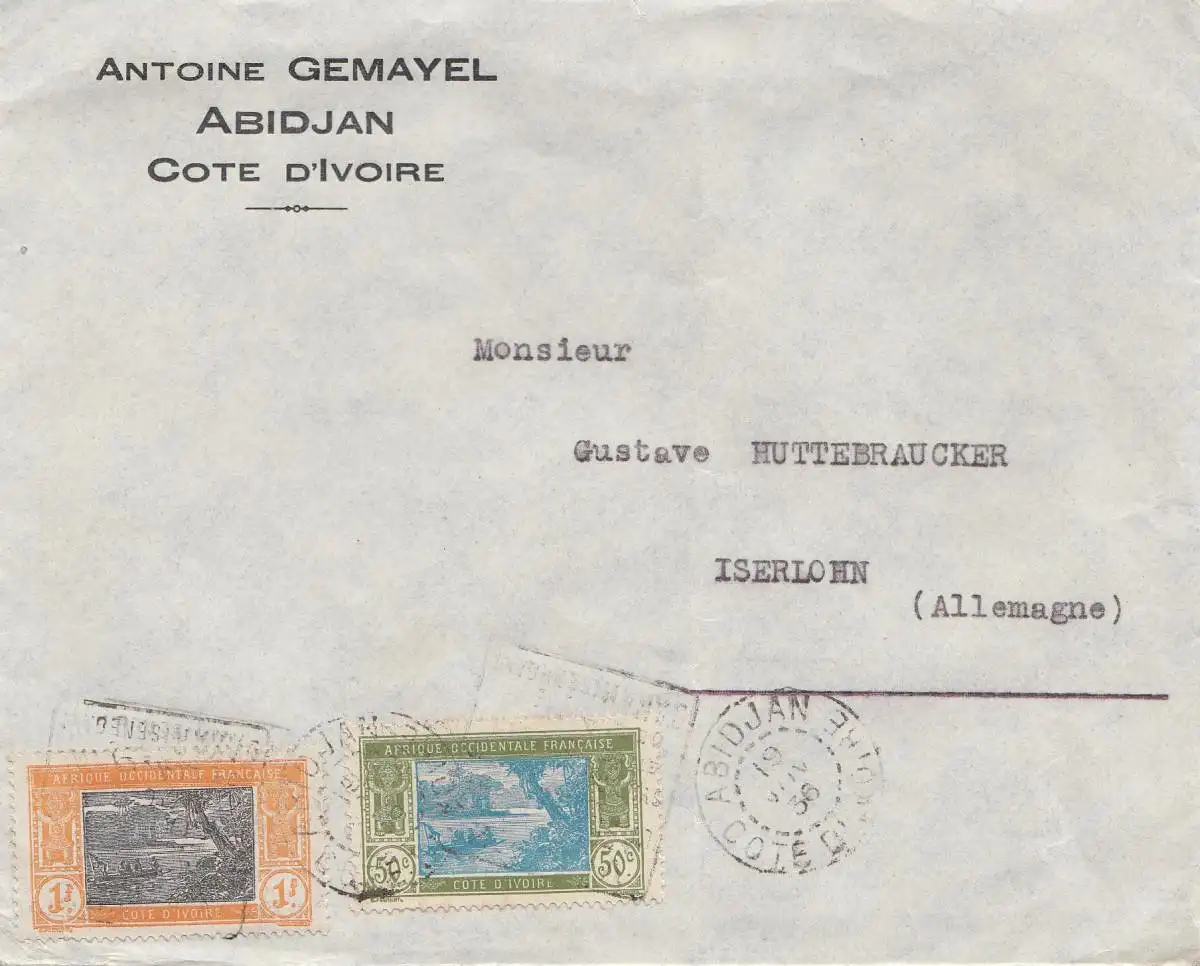 ANTOINE GEMAYEL
ABIDJAN
COTE D'IVOIRE
Monsieur
Gustave HUTTEBRAUCKER
ISERLOHN
(Allemagne)
AFRIQUE OCCIDENTALE FRANÇAISE
1F. 1F.
COTE D'IVOIRE
AFRIQUE OCCIDENTALE FRANÇAISE
50c 50c
COTE D'IVOIRE
ABIDJAN
19
36
COTE D'IVOIRE